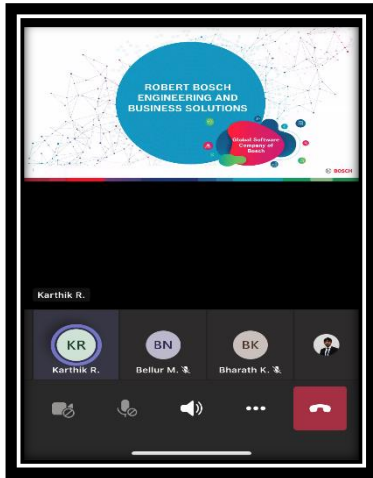 ROBERT BOSCH
ENGINEERING AND
BUSINESS SOLUTIONS
Global Software
Company of
Bosch
BOSCH
Karthik R.
KR
BN
BK
Karthik R.
Bellur M.
Bharath K.